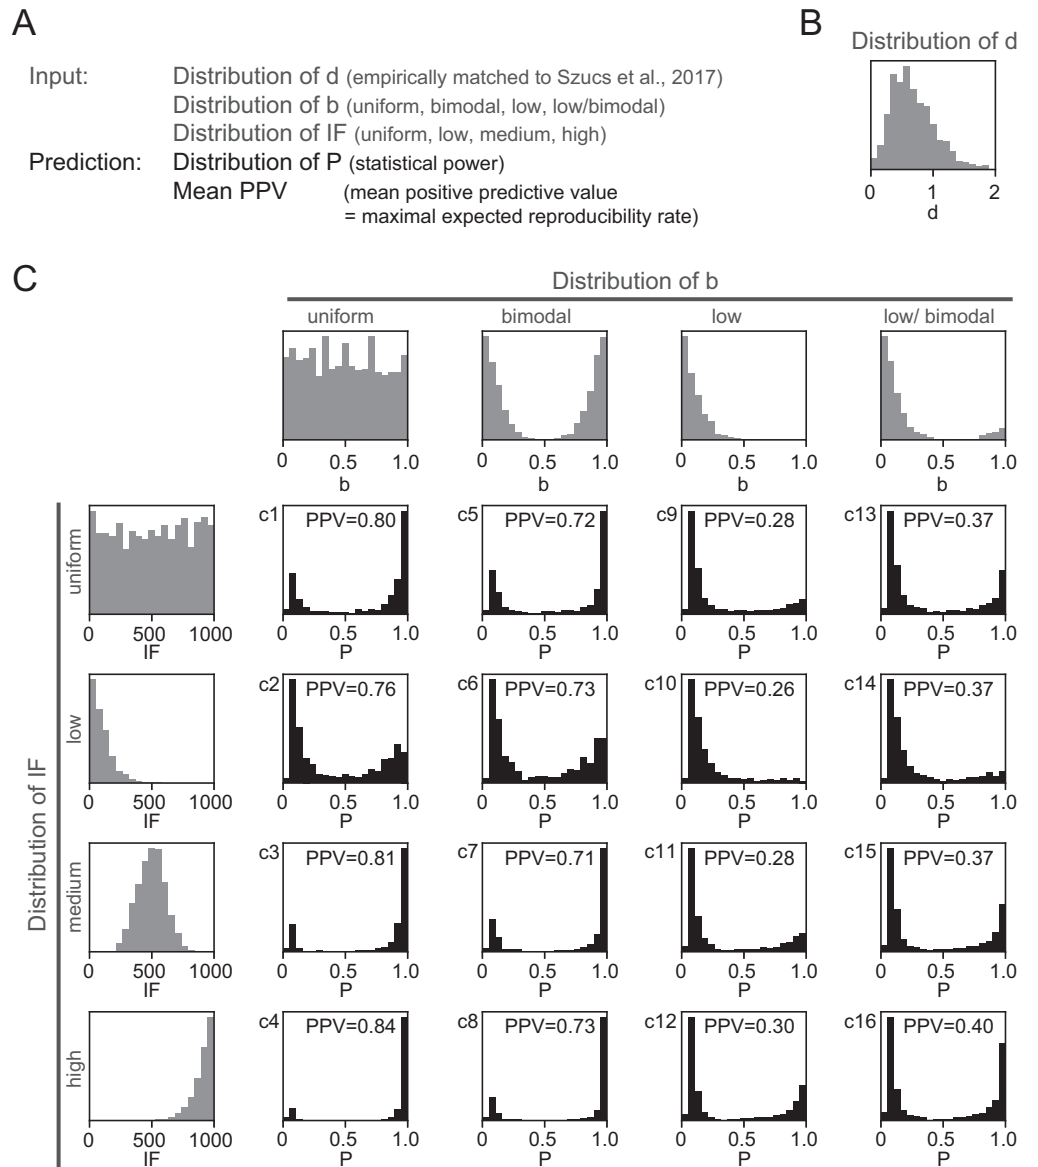 A
B
Distribution of d
Input: Distribution of d (empirically matched to Szucs et al., 2017)
Distribution of b (uniform, bimodal, low, low/bimodal)
Distribution of IF (uniform, low, medium, high)
Prediction: Distribution of P (statistical power)
Mean PPV (mean positive predictive value
= maximal expected reproducibility rate)
0 1 2
d
C
Distribution of b
uniform bimodal low low/ bimodal
0 0.5 1.0 0 0.5 1.0 0 0.5 1.0 0 0.5 1.0
b b b b
Distribution of IF
uniform
c1 PPV=0.80 c5 PPV=0.72 c9 PPV=0.28 c13 PPV=0.37
0 500 1000 0 0.5 1.0 0 0.5 1.0 0 0.5 1.0 0 0.5 1.0
IF P P P P
low
c2 PPV=0.76 c6 PPV=0.73 c10 PPV=0.26 c14 PPV=0.37
0 500 1000 0 0.5 1.0 0 0.5 1.0 0 0.5 1.0 0 0.5 1.0
IF P P P P
medium
c3 PPV=0.81 c7 PPV=0.71 c11 PPV=0.28 c15 PPV=0.37
0 500 1000 0 0.5 1.0 0 0.5 1.0 0 0.5 1.0 0 0.5 1.0
IF P P P P
high
c4 PPV=0.84 c8 PPV=0.73 c12 PPV=0.30 c16 PPV=0.40
0 500 1000 0 0.5 1.0 0 0.5 1.0 0 0.5 1.0 0 0.5 1.0
IF P P P P